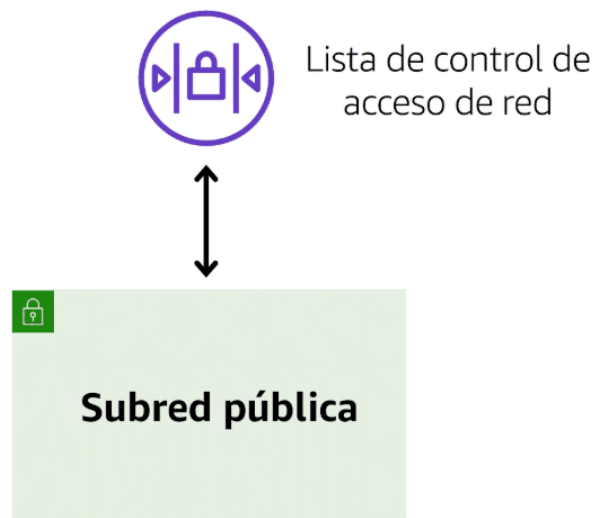 Lista de control de
acceso de red
Subred pública